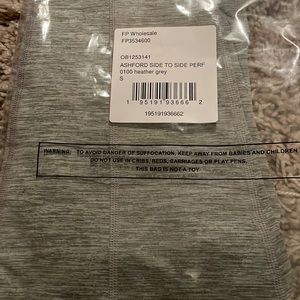 FP Wholesale
FP3534600
OB1253141
ASHFORD SIDE TO SIDE PERF
0100 heather grey
S
1 95191 93666 2
195191936662
WARNING: TO AVOID DANGER OF SUFFOCATION, KEEP AWAY FROM BABIES AND CHILDREN.
DO NOT USE IN CRIBS, BEDS, CARRIAGES OR PLAY PENS.
THIS BAG IS NOT A TOY